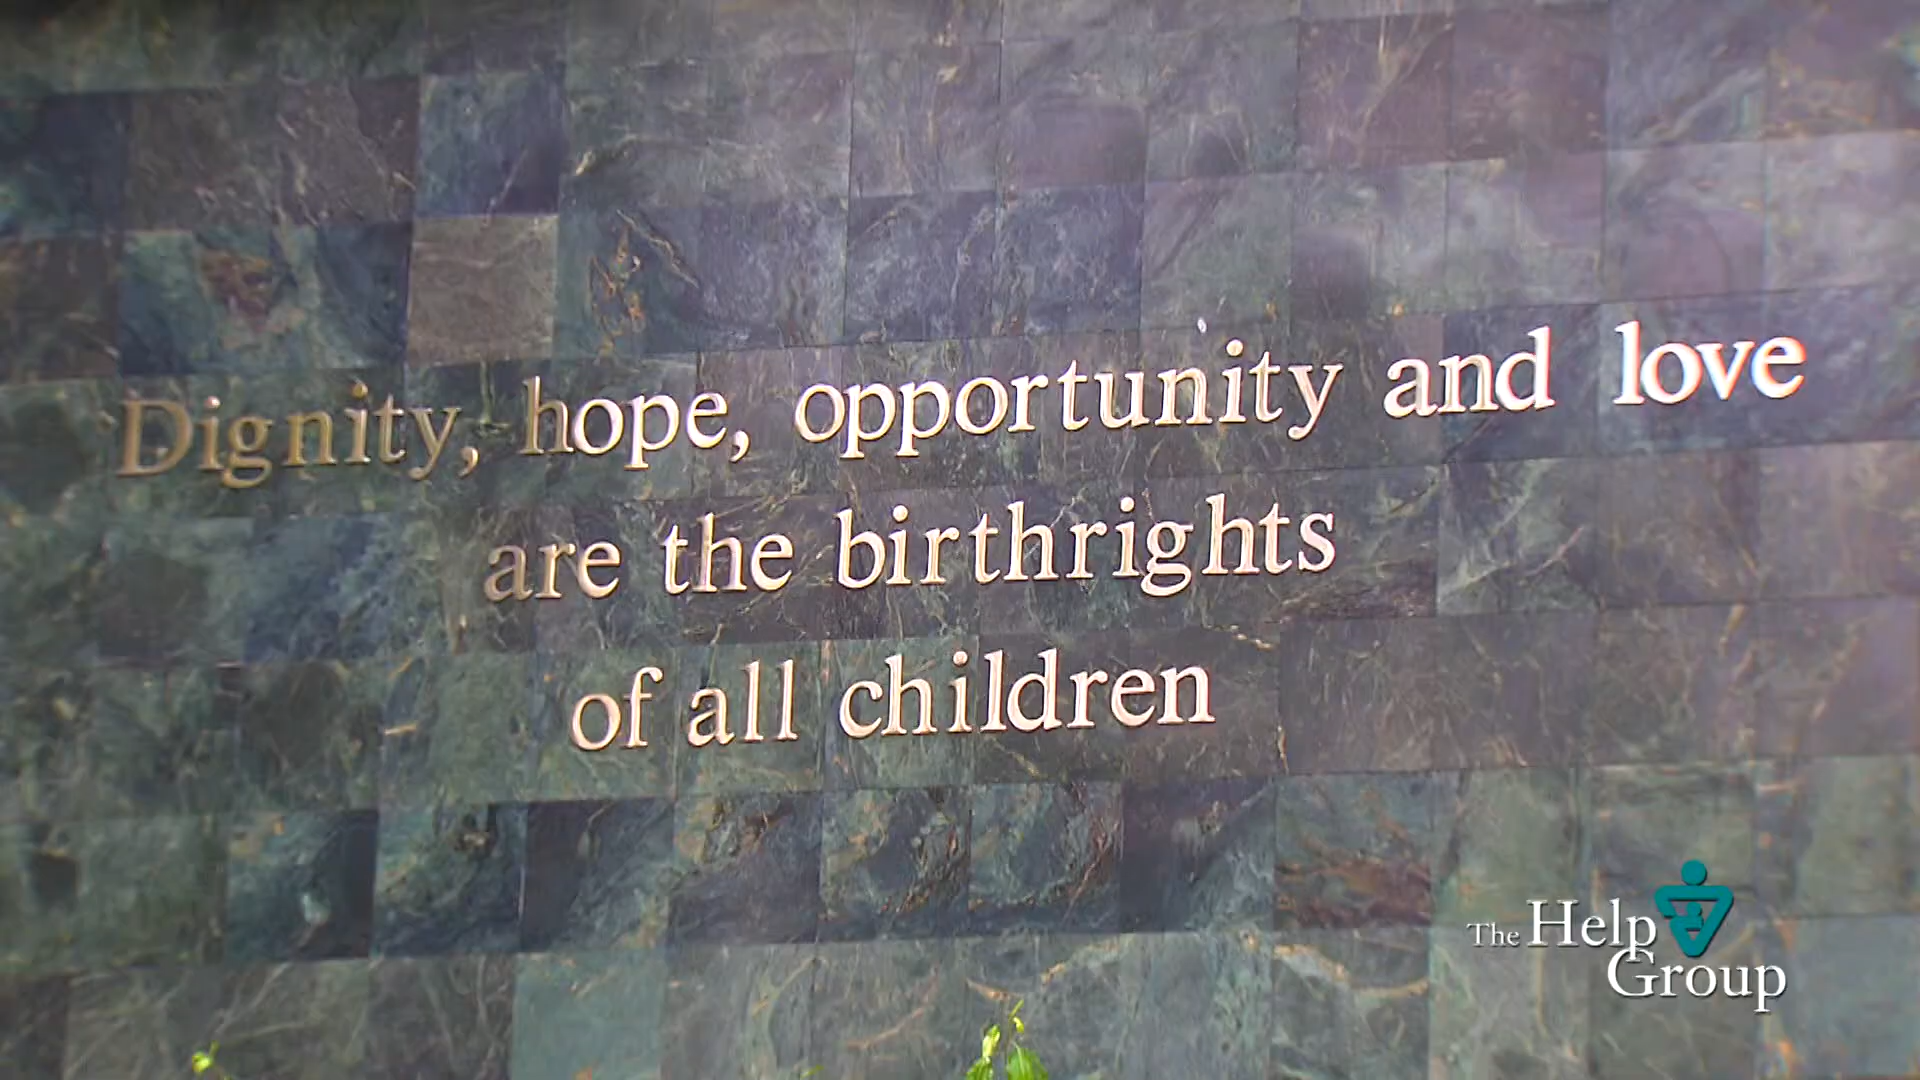 Dignity, hope, opportunity and love
are the birthrights
of all children
The Help
Group